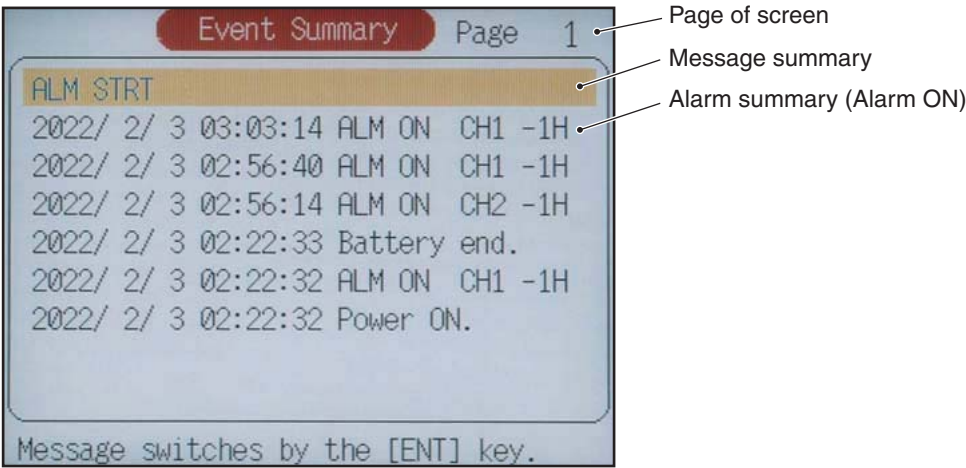 Event Summary Page 1
ALM STRT
2022/ 2/ 3 03:03:14 ALM ON CH1 -1H
2022/ 2/ 3 02:56:40 ALM ON CH1 -1H
2022/ 2/ 3 02:56:14 ALM ON CH2 -1H
2022/ 2/ 3 02:22:33 Battery end.
2022/ 2/ 3 02:22:32 ALM ON CH1 -1H
2022/ 2/ 3 02:22:32 Power ON.
Message switches by the [ENT] key.
Page of screen
Message summary
Alarm summary (Alarm ON)